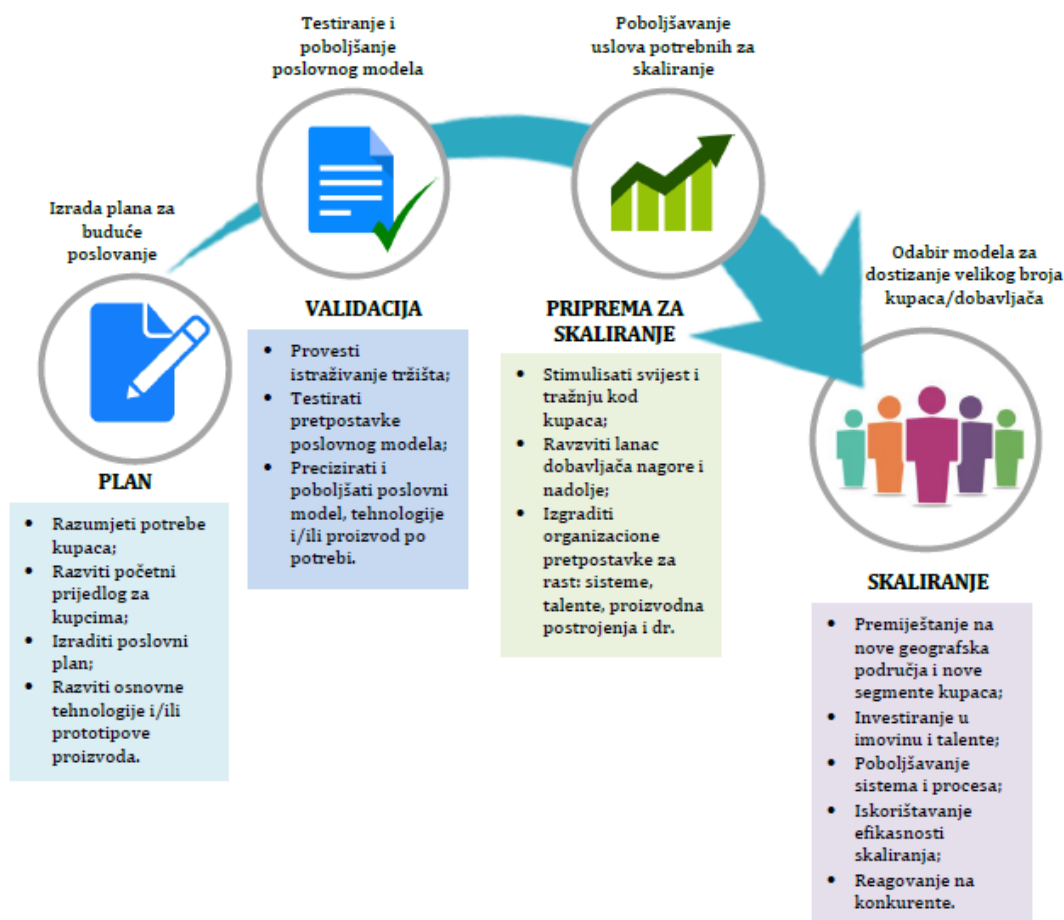 Izrada plana za
buduće
poslovanje
PLAN
• Razumjeti potrebe
kupaca;
• Razviti početni
prijedlog za
kupcima;
• Izraditi poslovni
plan;
• Razviti osnovne
tehnologije i/ili
prototipove
proizvoda.
Testiranje i
poboljšanje
poslovnog modela
VALIDACIJA
• Provesti
istraživanje tržišta;
• Testirati
pretpostavke
poslovnog modela;
• Precizirati i
poboljšati poslovni
model, tehnologije
i/ili proizvod po
potrebi.
Poboljšavanje
uslova potrebnih za
skaliranje
PRIPREMA ZA
SKALIRANJE
• Stimulisati svijest i
tražnju kod
kupaca;
• Ravzviti lanac
dobavljača nagore i
nadolje;
• Izgraditi
organizacione
pretpostavke za
rast: sisteme,
talente, proizvodna
postrojenja i dr.
Odabir modela za
dostizanje velikog broja
kupaca/dobavljača
SKALIRANJE
• Premiještanje na
nove geografska
područja i nove
segmente kupaca;
• Investiranje u
imovinu i talente;
• Poboljšavanje
sistema i procesa;
• Iskorištavanje
efikasnosti
skaliranja;
• Reagovanje na
konkurente.